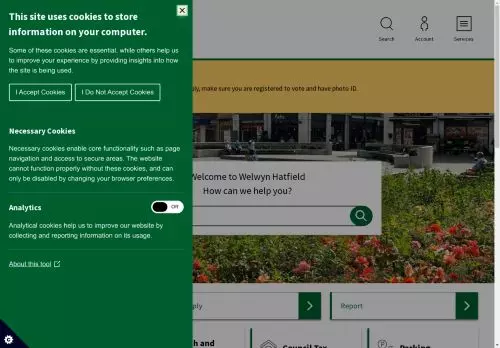 This site uses cookies to store
information on your computer.
Some of these cookies are essential, while others help us
to improve your experience by providing insights into how
the site is being used.
I Accept Cookies
I Do Not Accept Cookies
Necessary Cookies
Necessary cookies enable core functionality such as page
navigation and access to secure areas. The website
cannot function properly without these cookies, and can
only be disabled by changing your browser preferences.
Analytics
Off
Analytical cookies help us to improve our website by
collecting and reporting information on its usage.
About this tool
Search
Account
Services
make sure you are registered to vote and have photo ID.
Welcome to Welwyn Hatfield
How can we help you?
Report
and
Council Tax
Parking